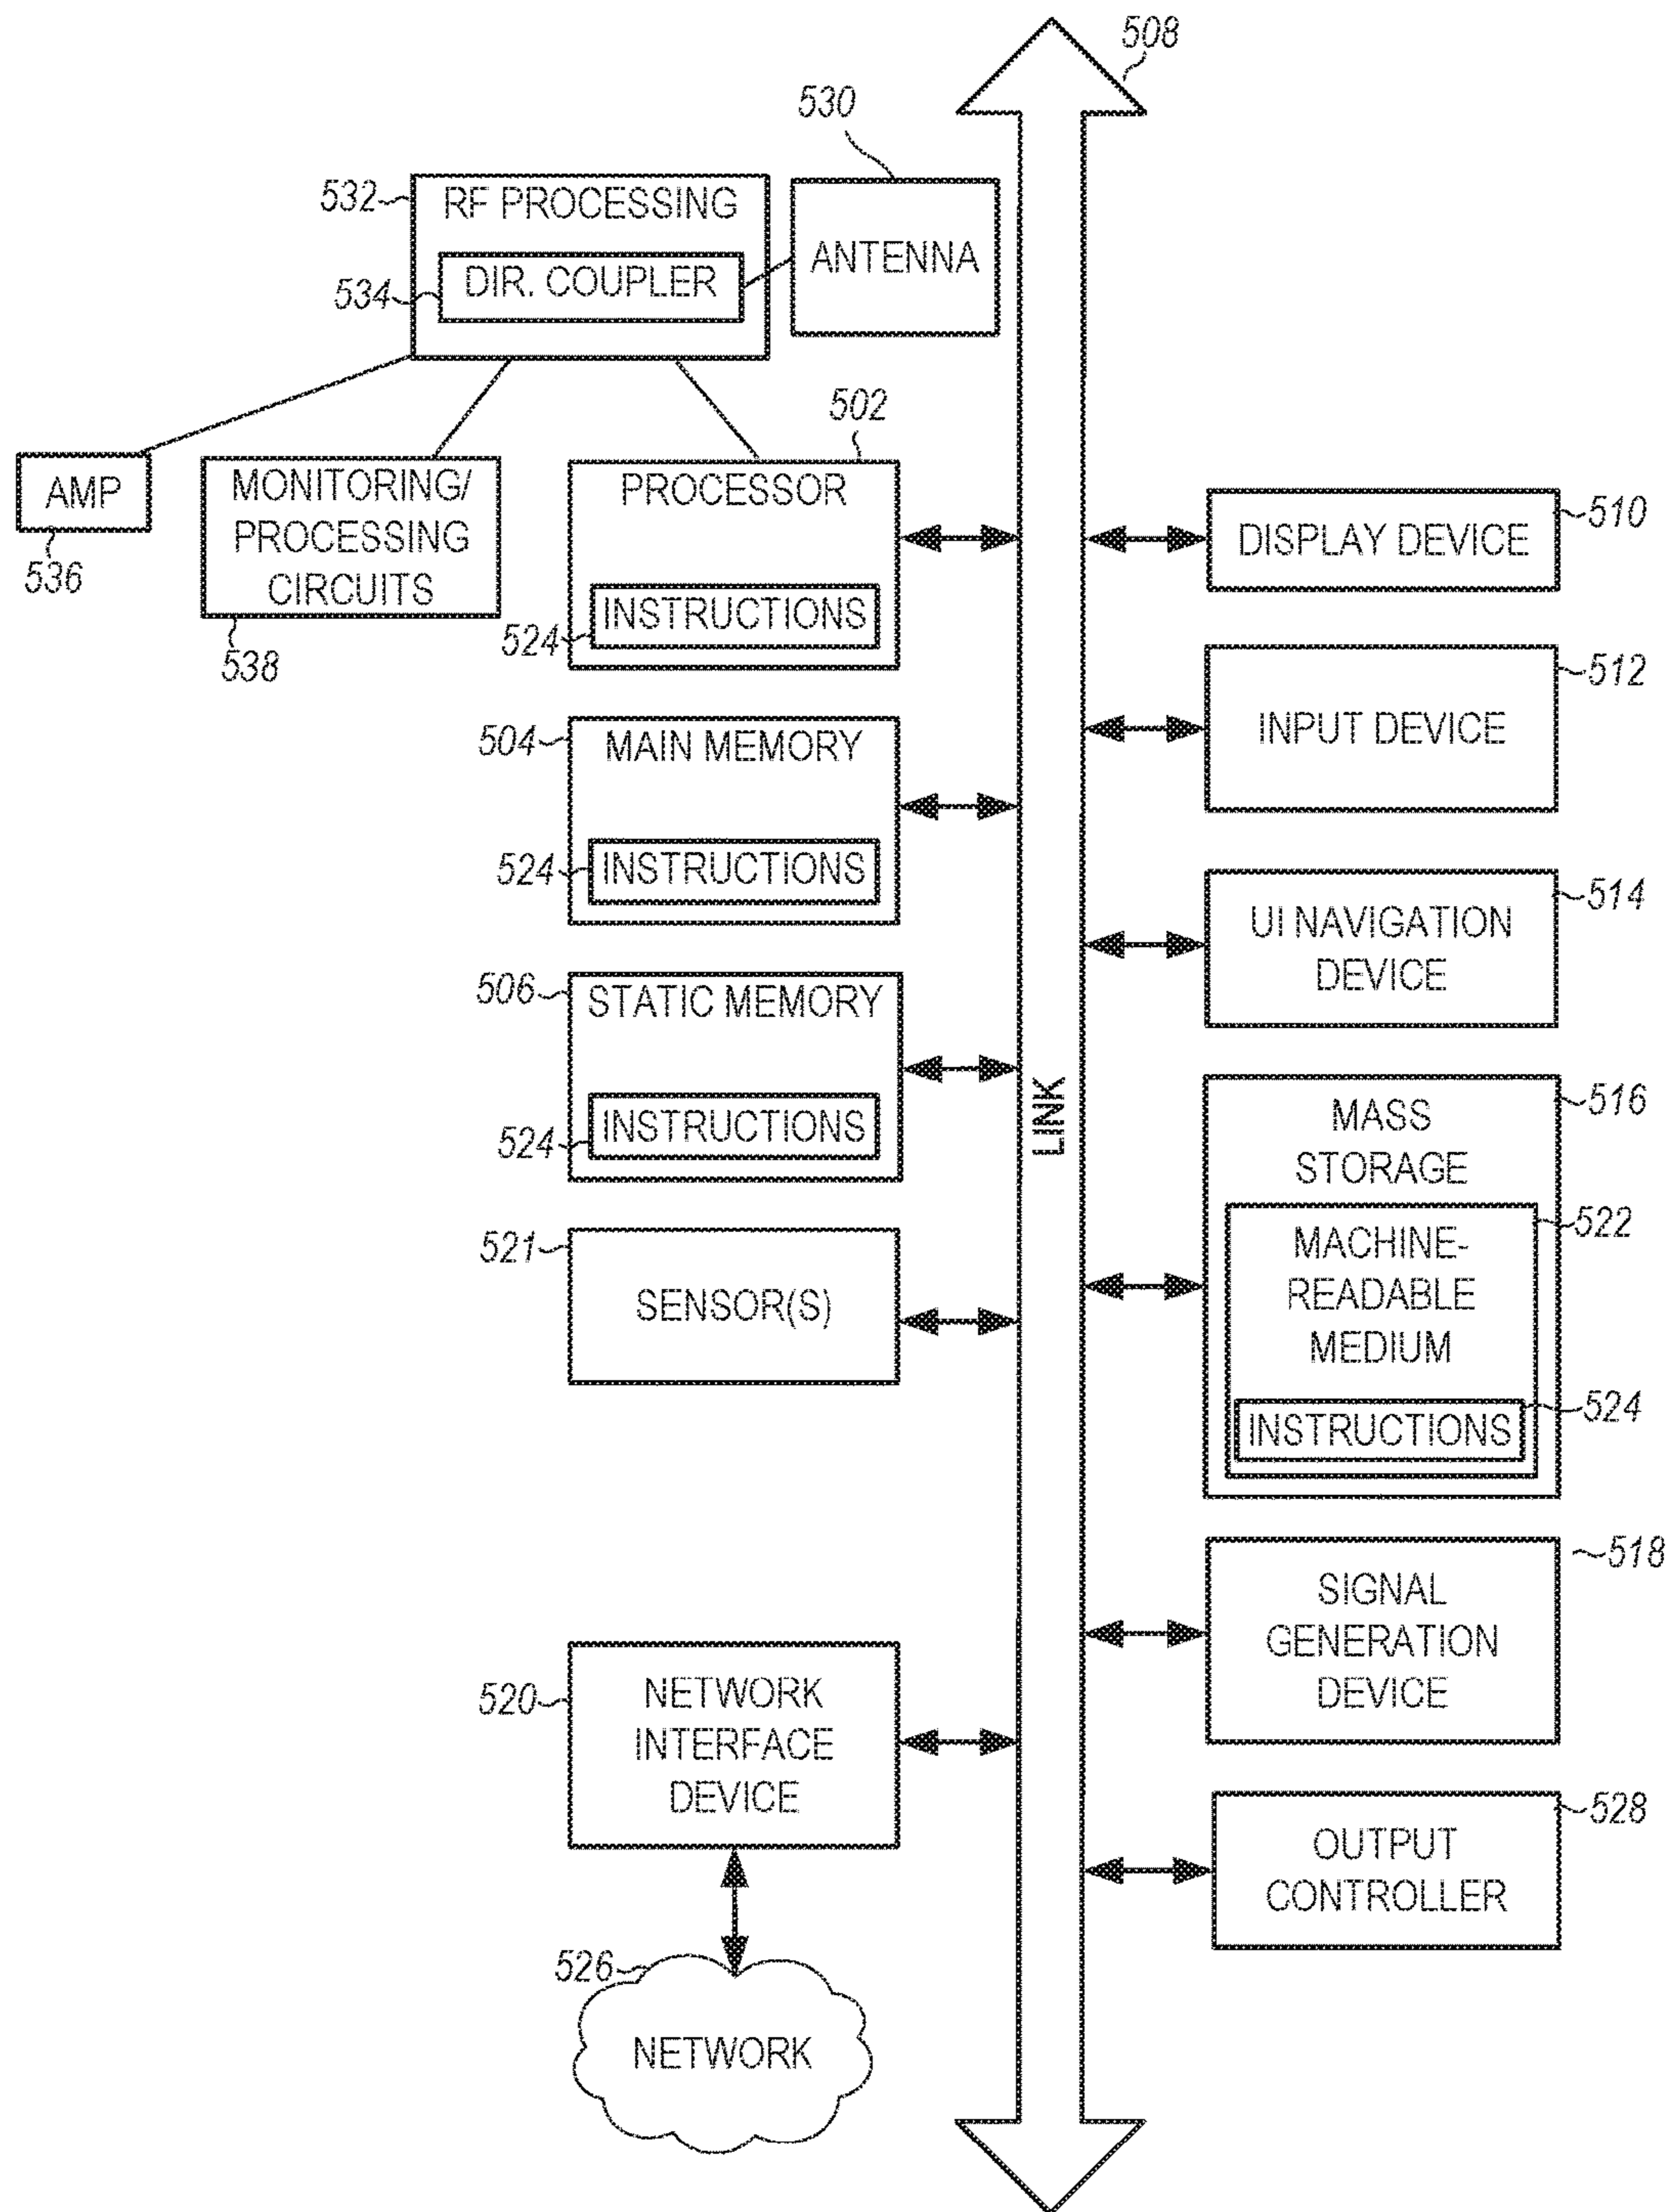 508
530
532
RF PROCESSING
534
DIR. COUPLER
ANTENNA
502
AMP
536
MONITORING/
PROCESSING
CIRCUITS
538
PROCESSOR
524
INSTRUCTIONS
504
MAIN MEMORY
524
INSTRUCTIONS
506
STATIC MEMORY
524
INSTRUCTIONS
521
SENSOR(S)
520
NETWORK
INTERFACE
DEVICE
526
NETWORK
LINK
510
DISPLAY DEVICE
512
INPUT DEVICE
514
UI NAVIGATION
DEVICE
516
MASS
STORAGE
522
MACHINE-
READABLE
MEDIUM
524
INSTRUCTIONS
518
SIGNAL
GENERATION
DEVICE
528
OUTPUT
CONTROLLER